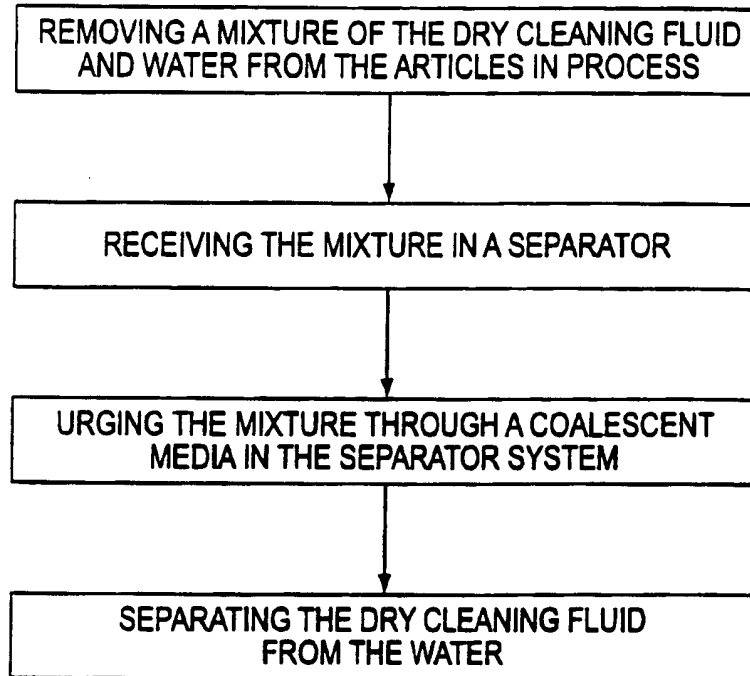 REMOVING A MIXTURE OF THE DRY CLEANING FLUID
AND WATER FROM THE ARTICLES IN PROCESS
RECEIVING THE MIXTURE IN A SEPARATOR
URGING THE MIXTURE THROUGH A COALESCENT
MEDIA IN THE SEPARATOR SYSTEM
SEPARATING THE DRY CLEANING FLUID
FROM THE WATER